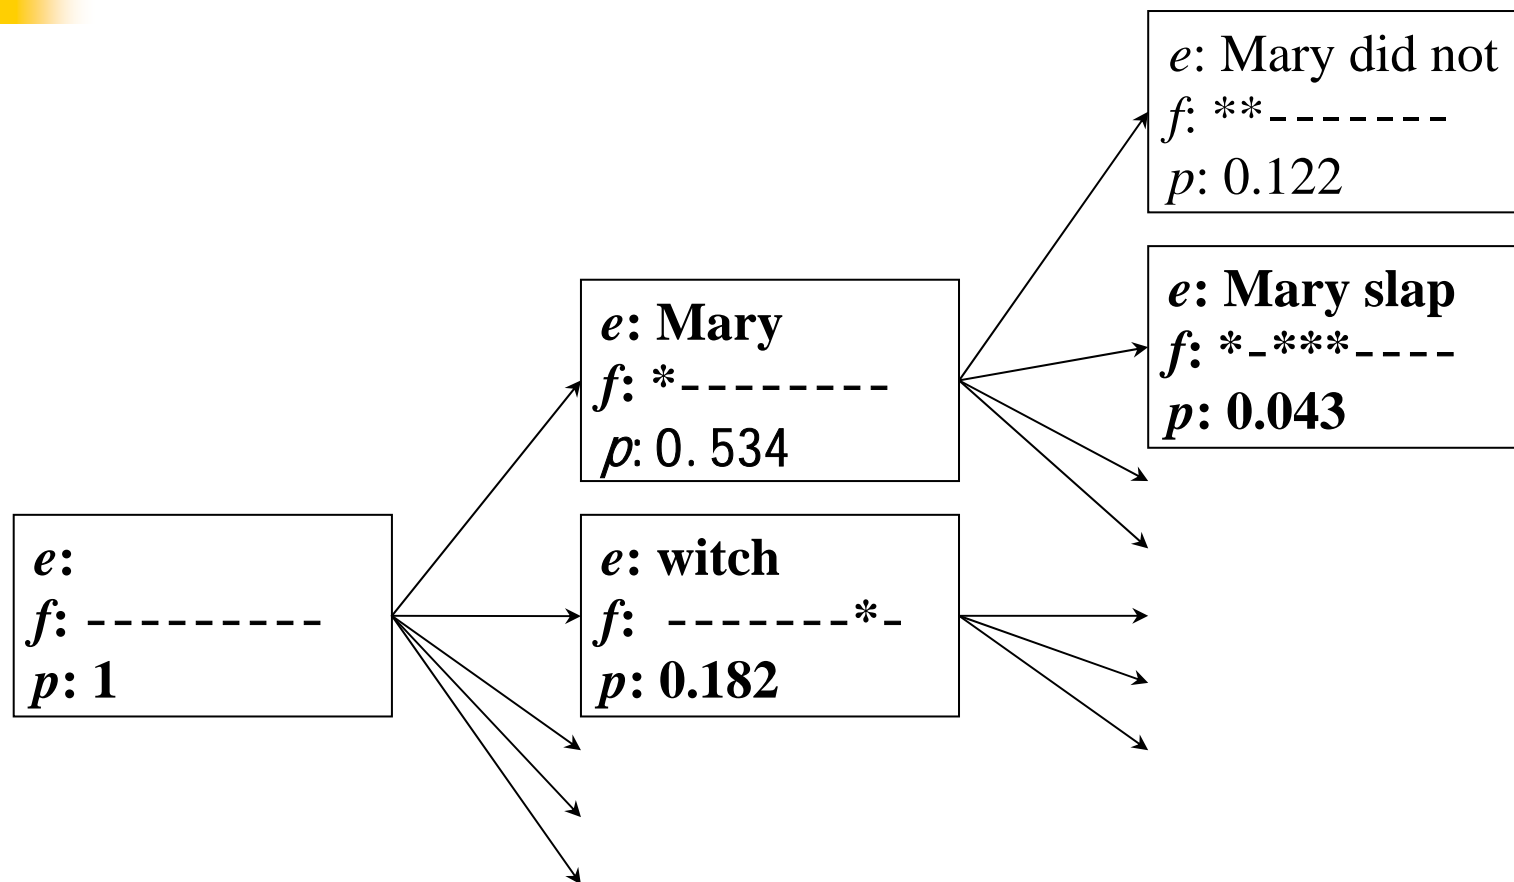 e: Mary did not
f: **-------
p: 0.122
e: Mary slap
f: *-***----
p: 0.043
e: Mary
f: *--------
p: 0.534
e: witch
f: -------*-
p: 0.182
e:
f: ---------
p: 1